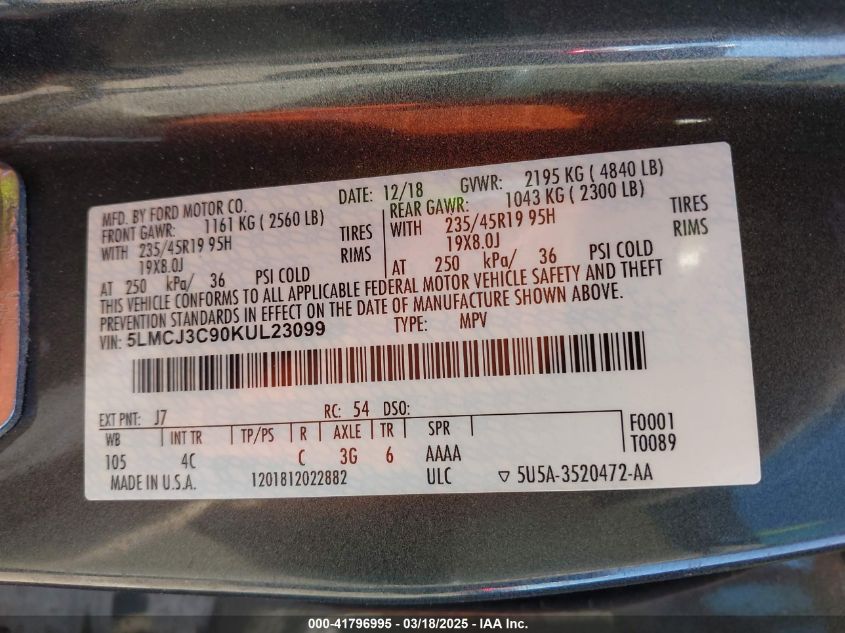 MFD. BY FORD MOTOR CO. DATE: 12/18 GVWR: 2195 KG ( 4840 LB)
FRONT GAWR: 1161 KG ( 2560 LB) REAR GAWR: 1043 KG ( 2300 LB)
WITH 235/45R19 95H TIRES WITH 235/45R19 95H TIRES
19X8.0J RIMS 19X8.0J RIMS
AT 250 kPa/ 36 PSI COLD AT 250 kPa/ 36 PSI COLD
THIS VEHICLE CONFORMS TO ALL APPLICABLE FEDERAL MOTOR VEHICLE SAFETY AND THEFT
PREVENTION STANDARDS IN EFFECT ON THE DATE OF MANUFACTURE SHOWN ABOVE.
VIN: 5LMCJ3C90KUL23099 TYPE: MPV
EXT PNT: J7 RC: 54 DSO:
WB INT TR TP/PS R AXLE TR SPR F0001
105 4C C 3G 6 AAAA T0089
MADE IN U.S.A. 1201812022882 ULC ▽ 5U5A-3520472-AA
000-41796995 - 03/18/2025 - IAA Inc.